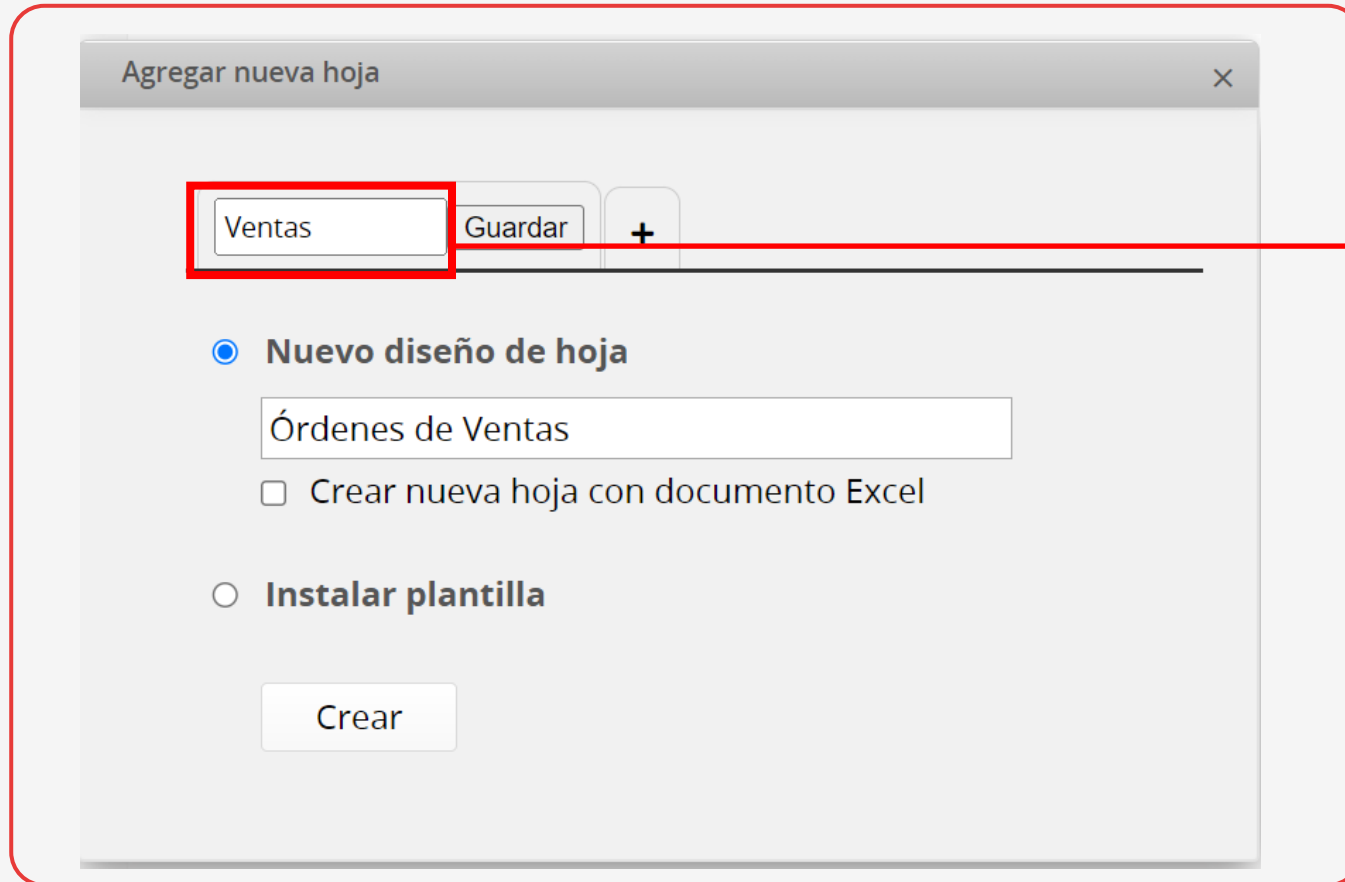 Agregar nueva hoja ×
Ventas Guardar +
Nuevo diseño de hoja
Órdenes de Ventas
Crear nueva hoja con documento Excel
Instalar plantilla
Crear